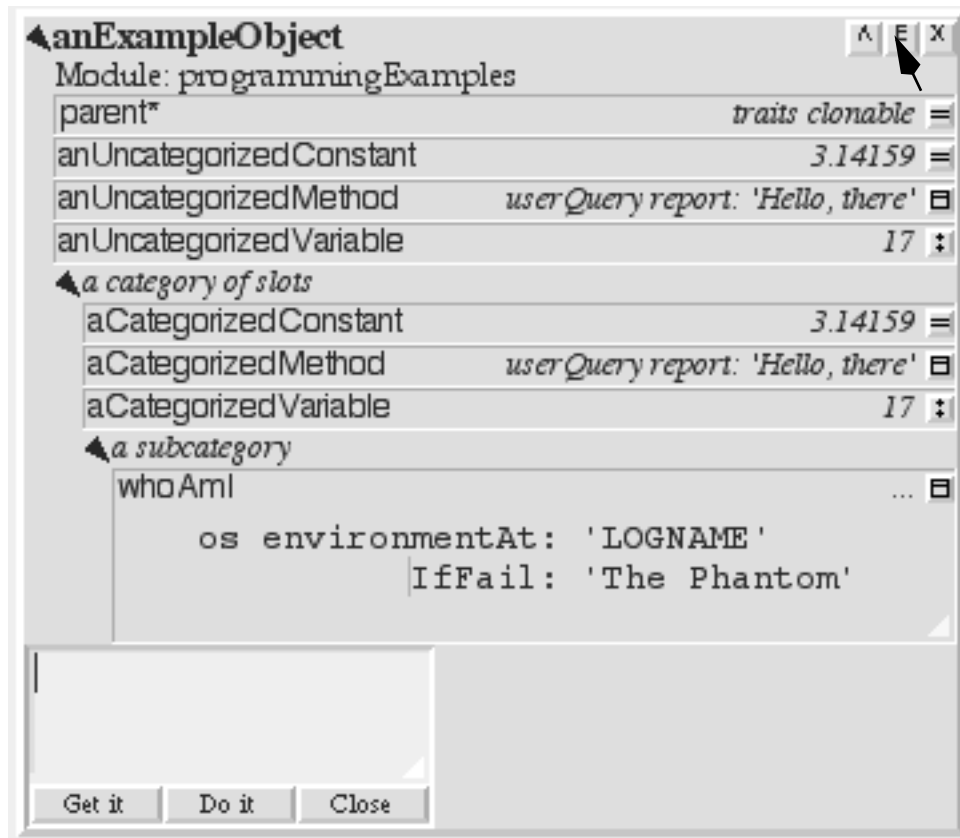 anExampleObject ʌ E X
Module: programmingExamples
parent* traits clonable =
anUncategorizedConstant 3.14159 =
anUncategorizedMethod userQuery report: 'Hello, there'
anUncategorizedVariable 17 :
a category of slots
aCategorizedConstant 3.14159 =
aCategorizedMethod userQuery report: 'Hello, there'
aCategorizedVariable 17 :
a subcategory
whoAmI ...
os environmentAt: 'LOGNAME'
IfFail: 'The Phantom'
Get it Do it Close